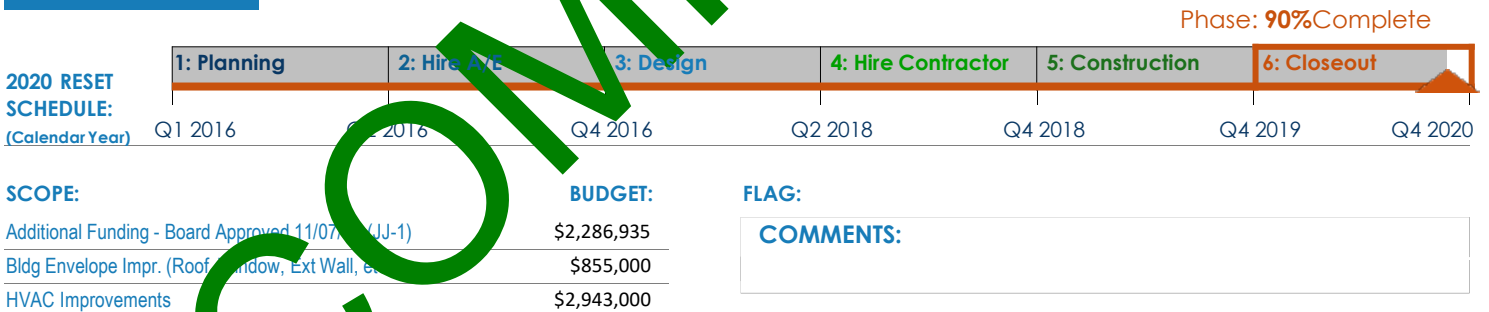 Phase: 90%Complete
1: Planning 2: Hire A/E 3: Design 4: Hire Contractor 5: Construction 6: Closeout
2020 RESET
SCHEDULE:
(Calendar Year) Q1 2016 2016 Q4 2016 Q2 2018 Q4 2018 Q4 2019 Q4 2020
SCOPE: BUDGET: FLAG:
Additional Funding - Board Approved 11/07/ (JJ-1) $2,286,935
COMMENTS:
Bldg Envelope Impr. (Roof, Window, Ext Wall, $855,000
HVAC Improvements $2,943,000
COM